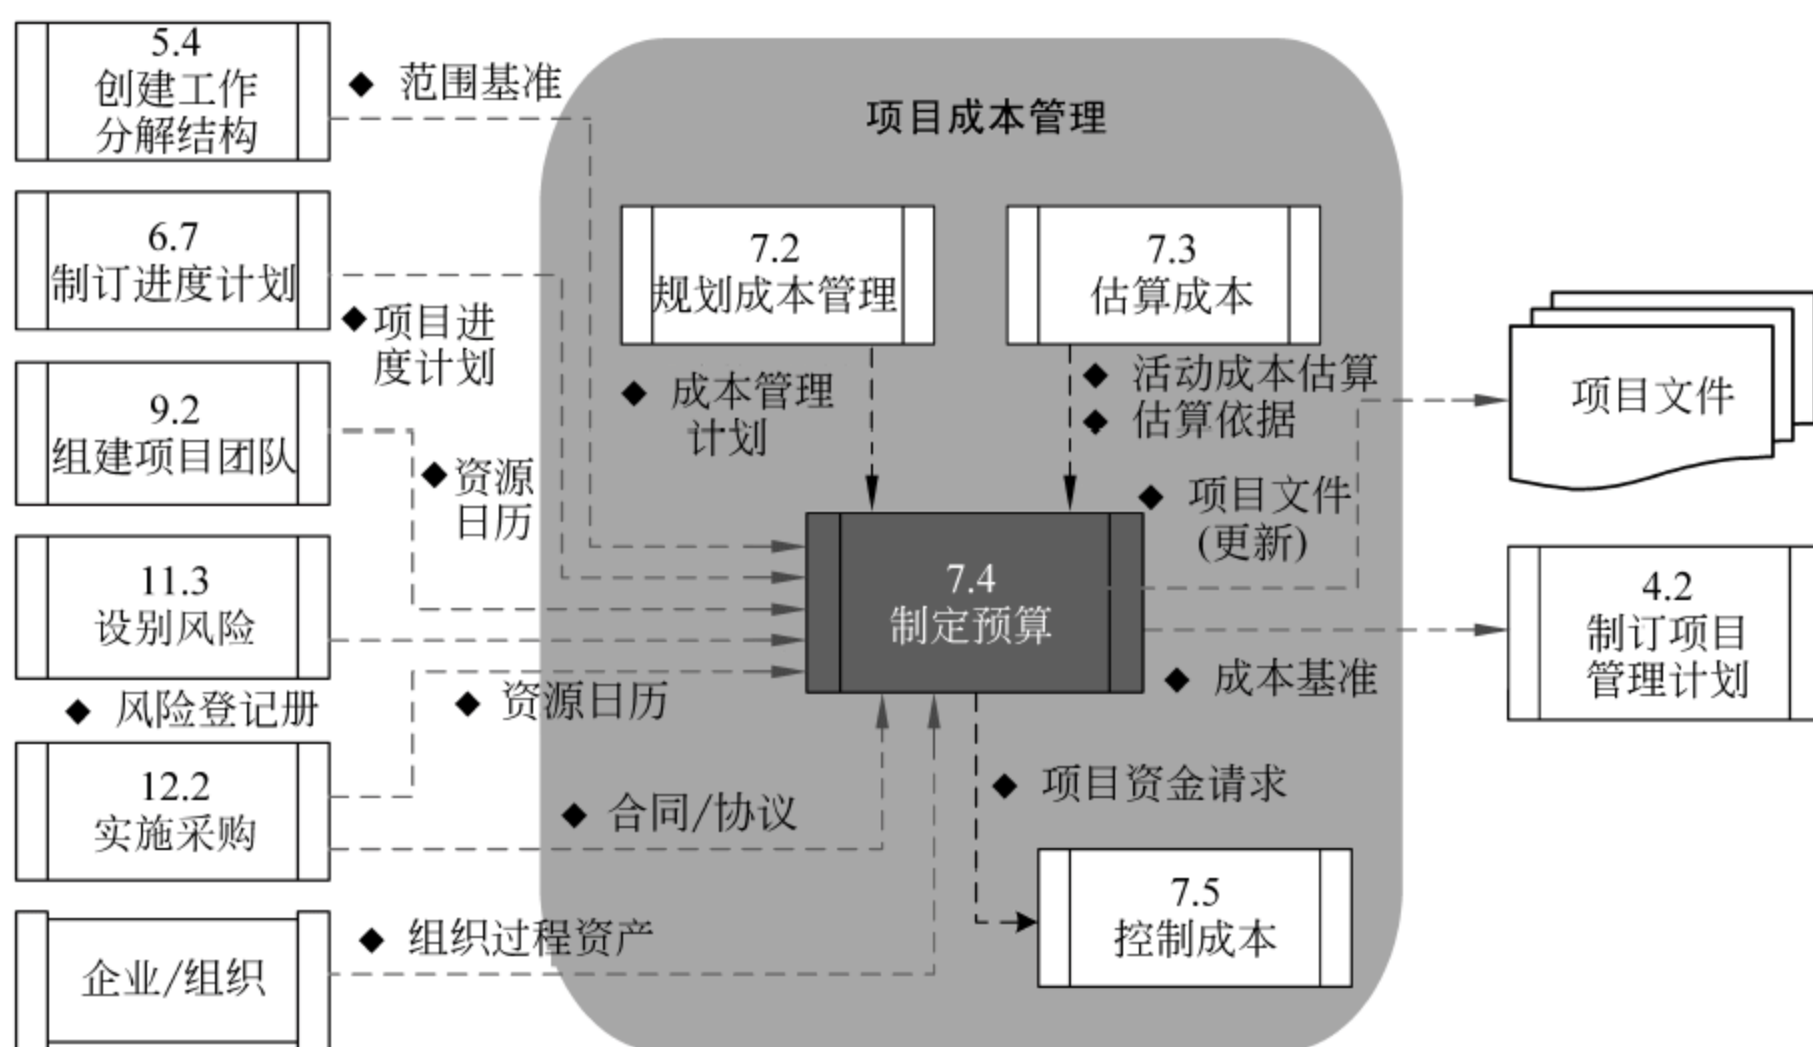 5.4
创建工作
分解结构
◆ 范围基准
项目成本管理
6.7
制订进度计划
◆项目进
度计划
7.2
规划成本管理
7.3
估算成本
◆ 成本管理
计划
◆ 活动成本估算
◆ 估算依据
9.2
组建项目团队
◆资源
日历
◆ 项目文件
(更新)
项目文件
11.3
设别风险
◆ 风险登记册
7.4
制定预算
4.2
制订项目
管理计划
◆ 成本基准
◆ 资源日历
12.2
实施采购
◆ 合同/协议
◆ 项目资金请求
7.5
控制成本
◆ 组织过程资产
企业/组织